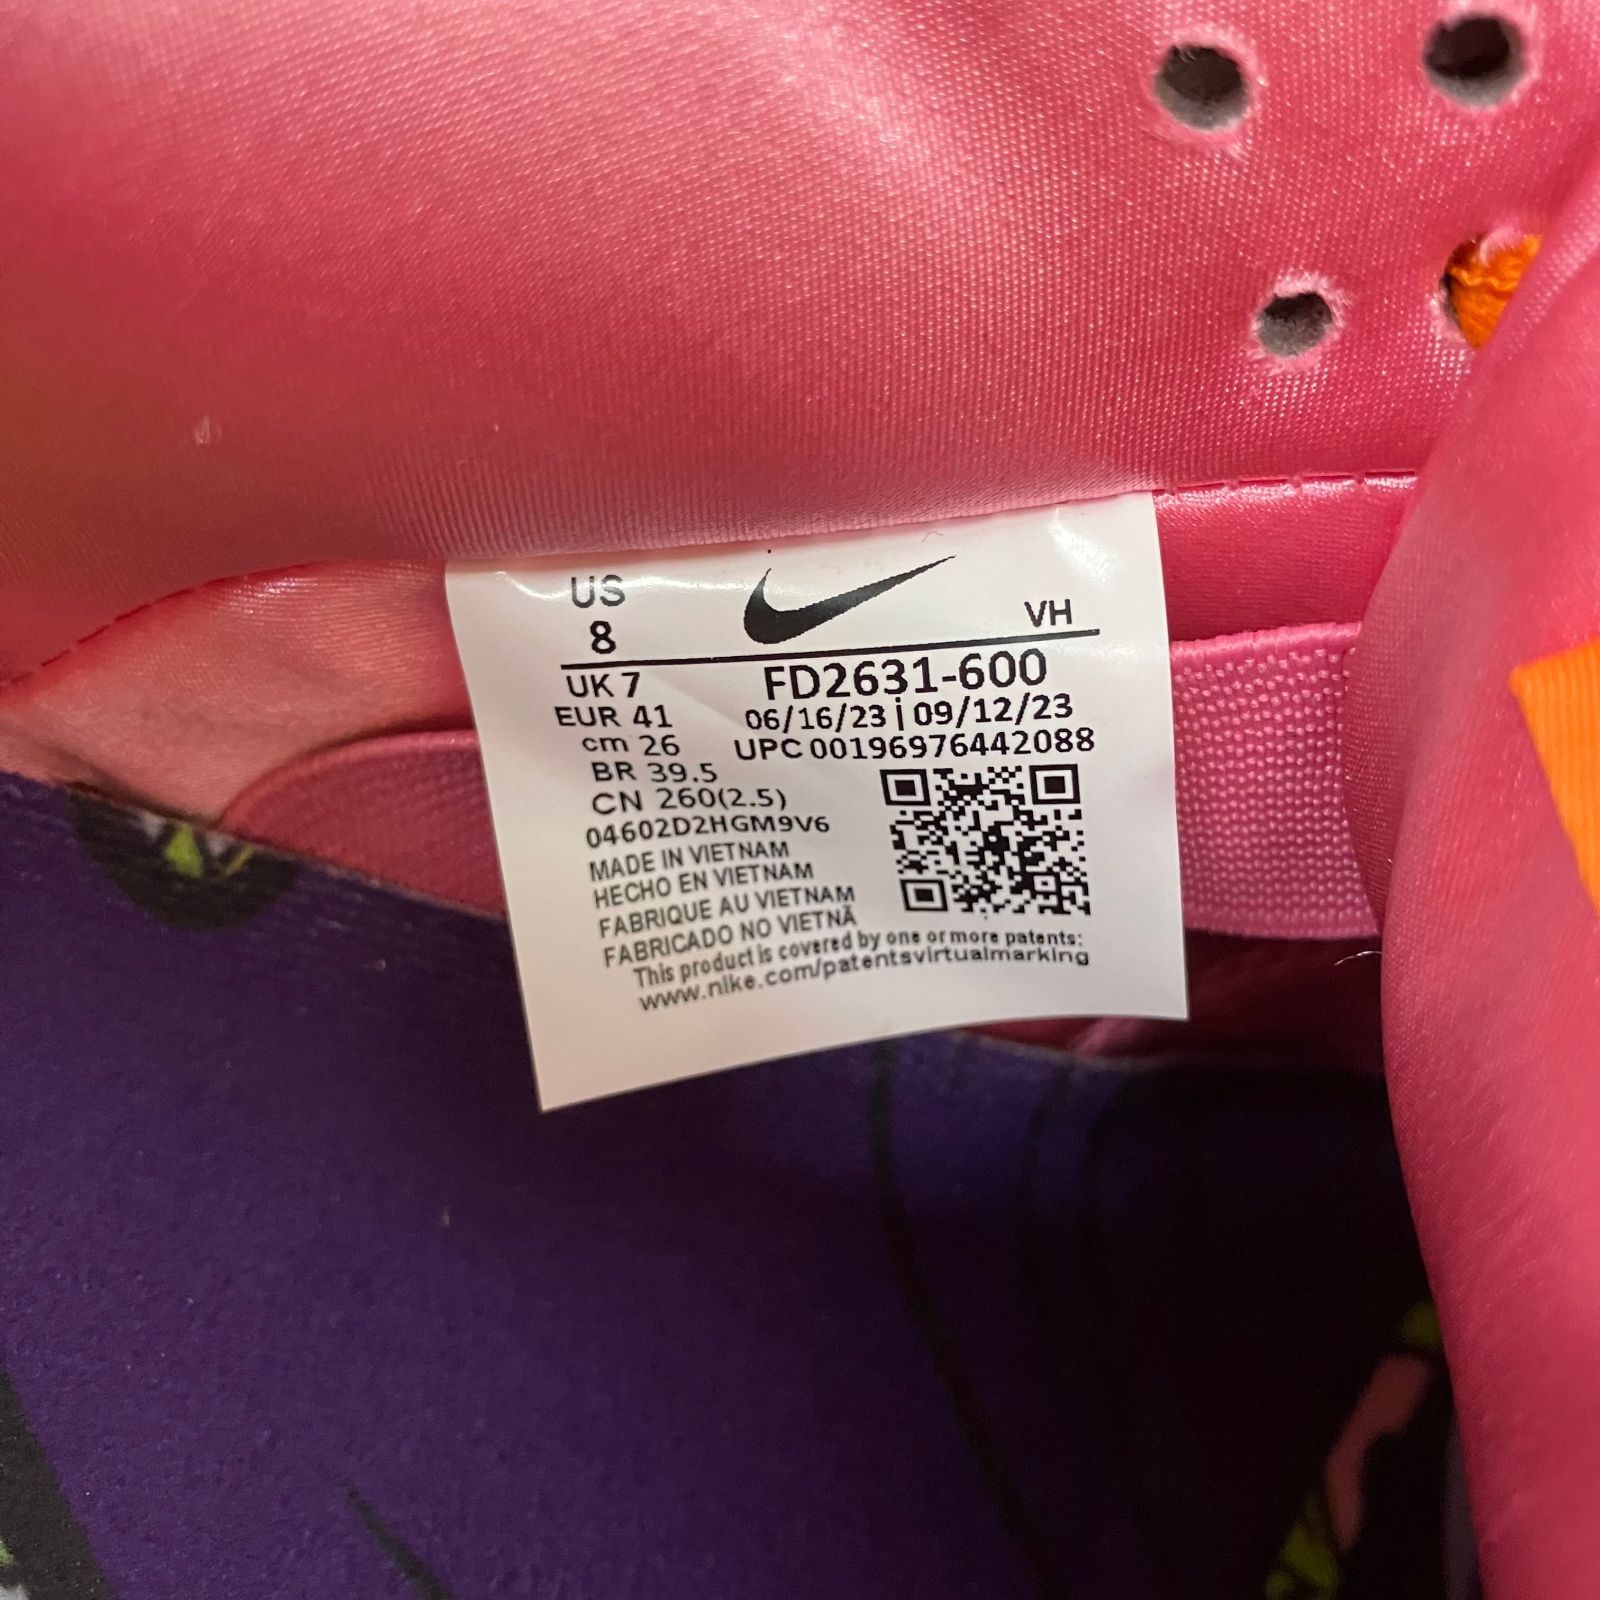 US
8
VH
UK 7
FD2631-600
EUR 41
06/16/23 | 09/12/23
cm 26
UPC 00196976442088
BR 39.5
CN 260(2.5)
04602D2HGM9V6
MADE IN VIETNAM
HECHO EN VIETNAM
FABRIQUE AU VIETNAM
FABRICADO NO VIETNÃ
This product is covered by one or more patents:
www.nike.com/patentsvirtualmarking